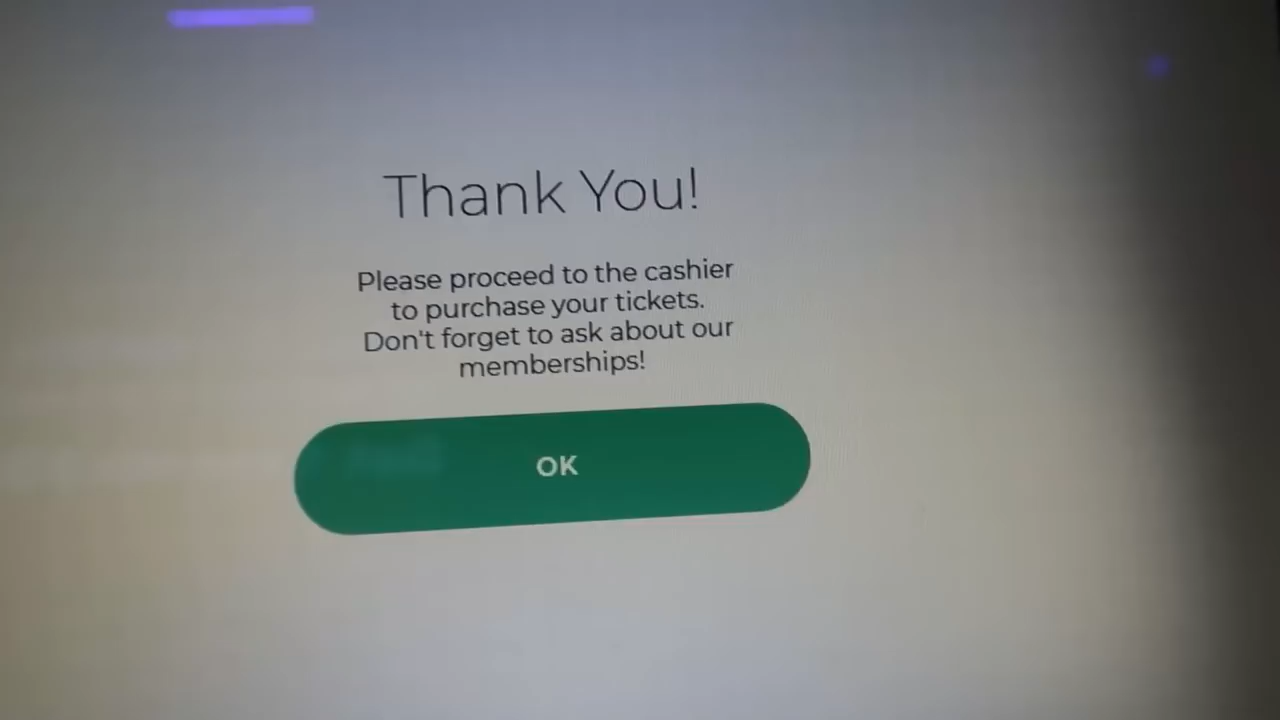 Thank You!
Please proceed to the cashier
to purchase your tickets.
Don't forget to ask about our
memberships!
OK